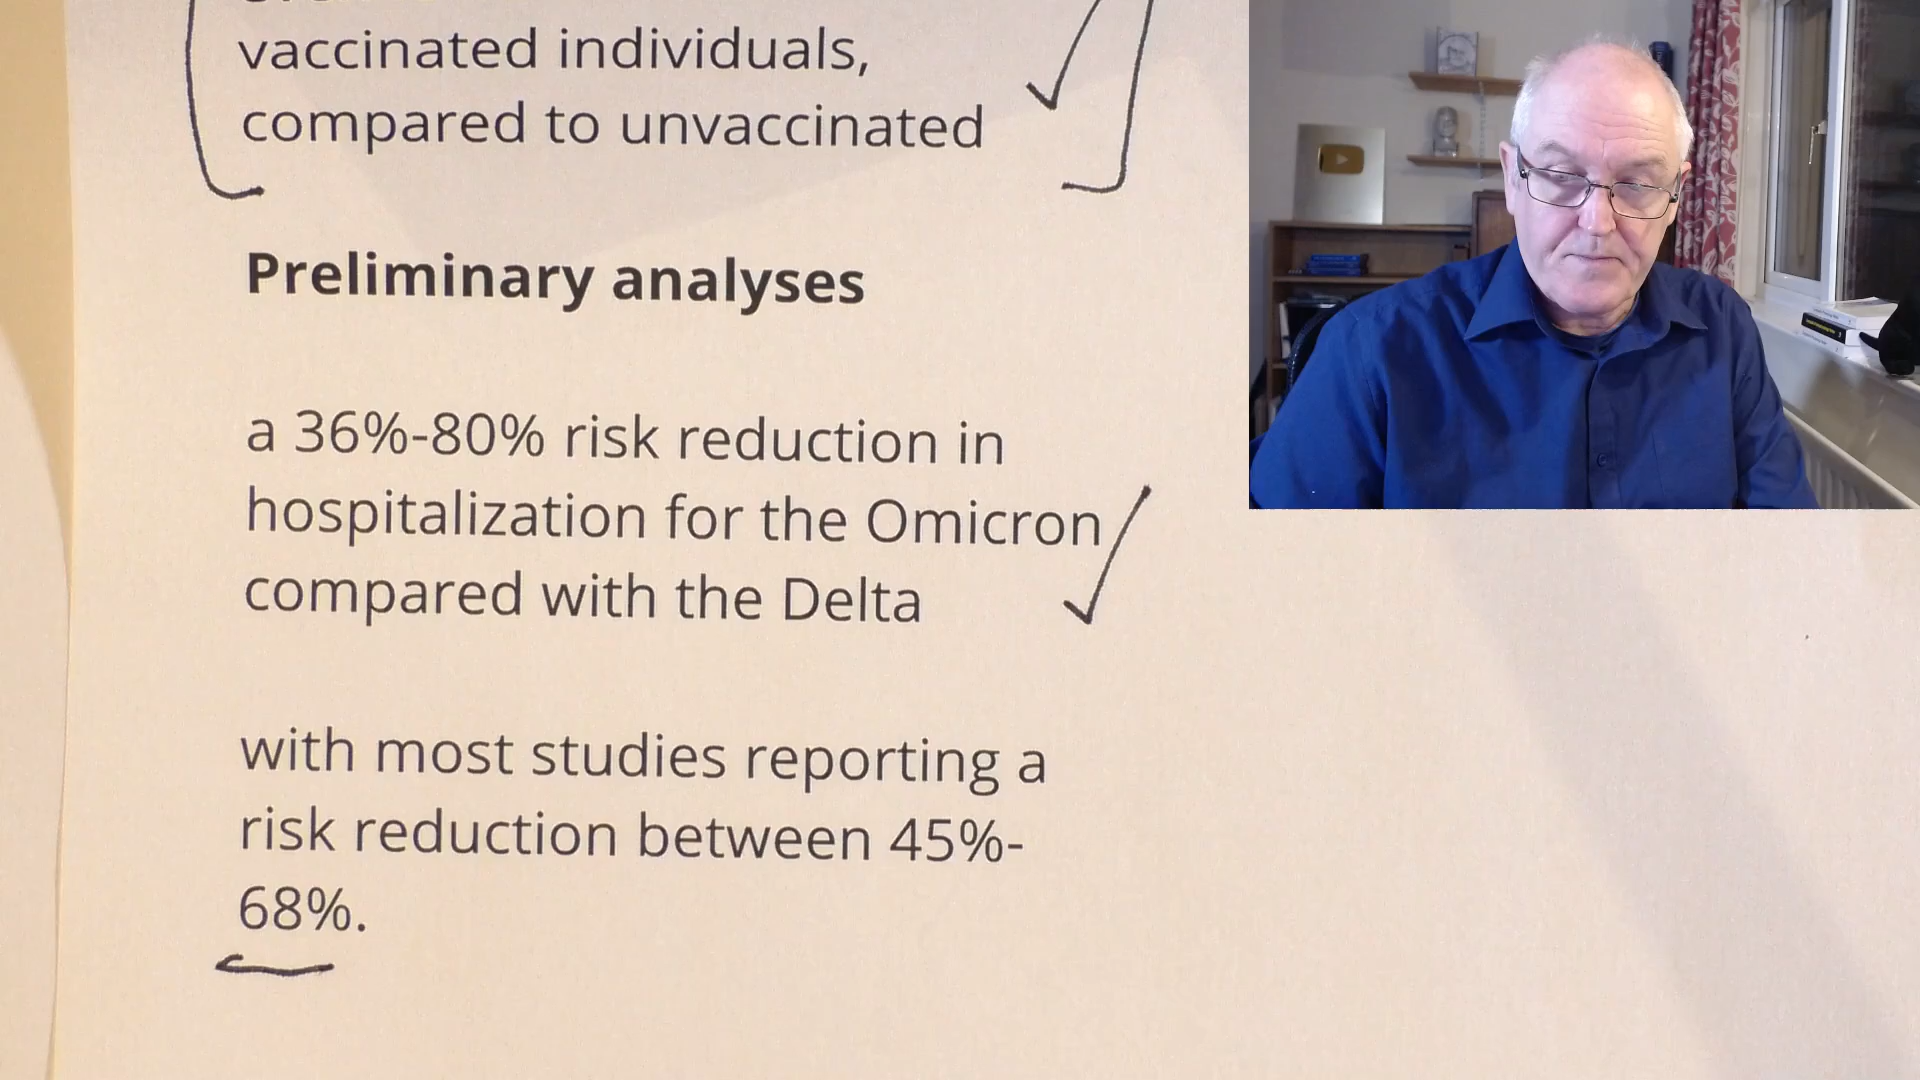 vaccinated individuals,
compared to unvaccinated
Preliminary analyses
a 36%-80% risk reduction in
hospitalization for the Omicron
compared with the Delta
with most studies reporting a
risk reduction between 45%-
68%.